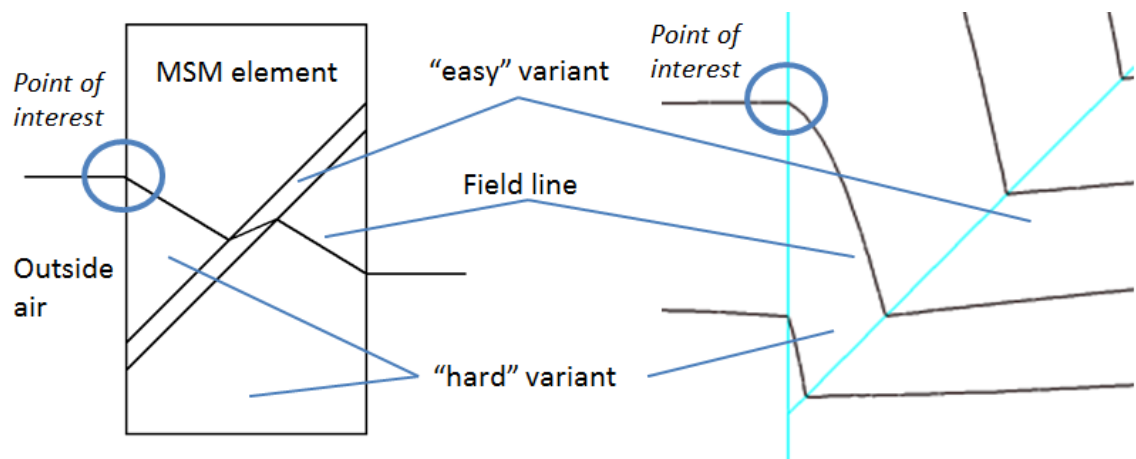 Point of
interest
MSM element
“easy” variant
Point of
interest
Field line
Outside
air
“hard” variant